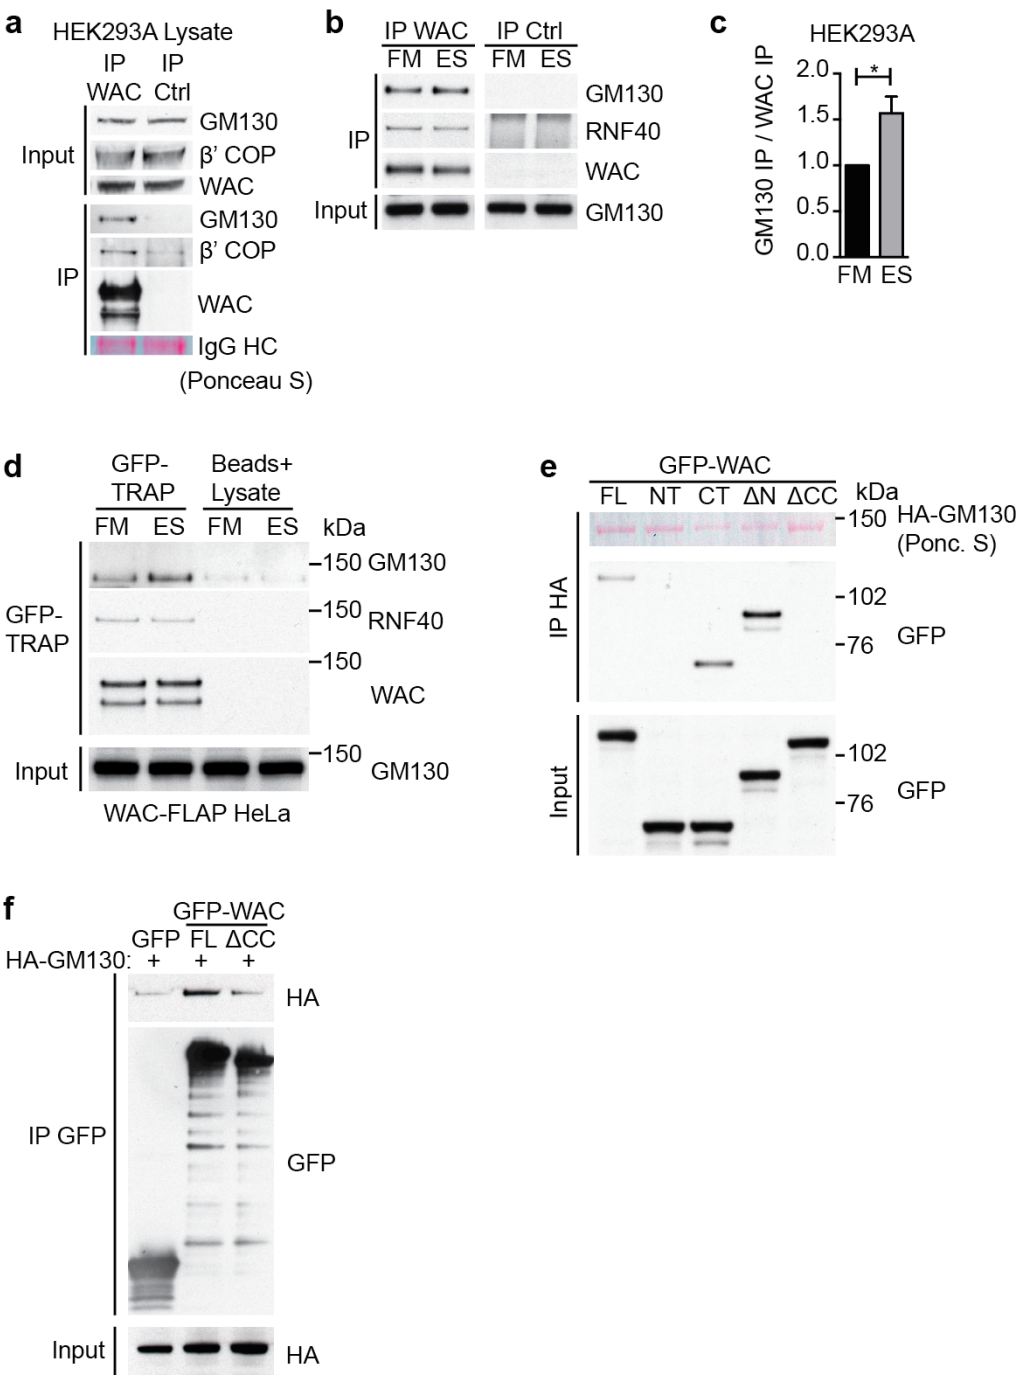 a
HEK293A Lysate
IP IP
WAC Ctrl
Input
GM130
β’ COP
WAC
IP
GM130
β’ COP
WAC
IgG HC
(Ponceau S)
b
IP WAC IP Ctrl
FM ES FM ES
IP
GM130
RNF40
WAC
Input GM130
c
HEK293A
GM130 IP / WAC IP
2.0
1.5
1.0
0.5
0.0
*
FM ES
d
GFP- Beads+
TRAP Lysate
FM ES FM ES kDa
GFP-
TRAP
150 GM130
150 RNF40
150
WAC
Input
150
GM130
WAC-FLAP HeLa
e
GFP-WAC
FL NT CT ΔN ΔCC kDa
150 HA-GM130
(Ponc. S)
IP HA
102
GFP
76
Input
102
GFP
76
f
GFP-WAC
GFP FL ΔCC
HA-GM130: + + +
HA
IP GFP
GFP
Input HA